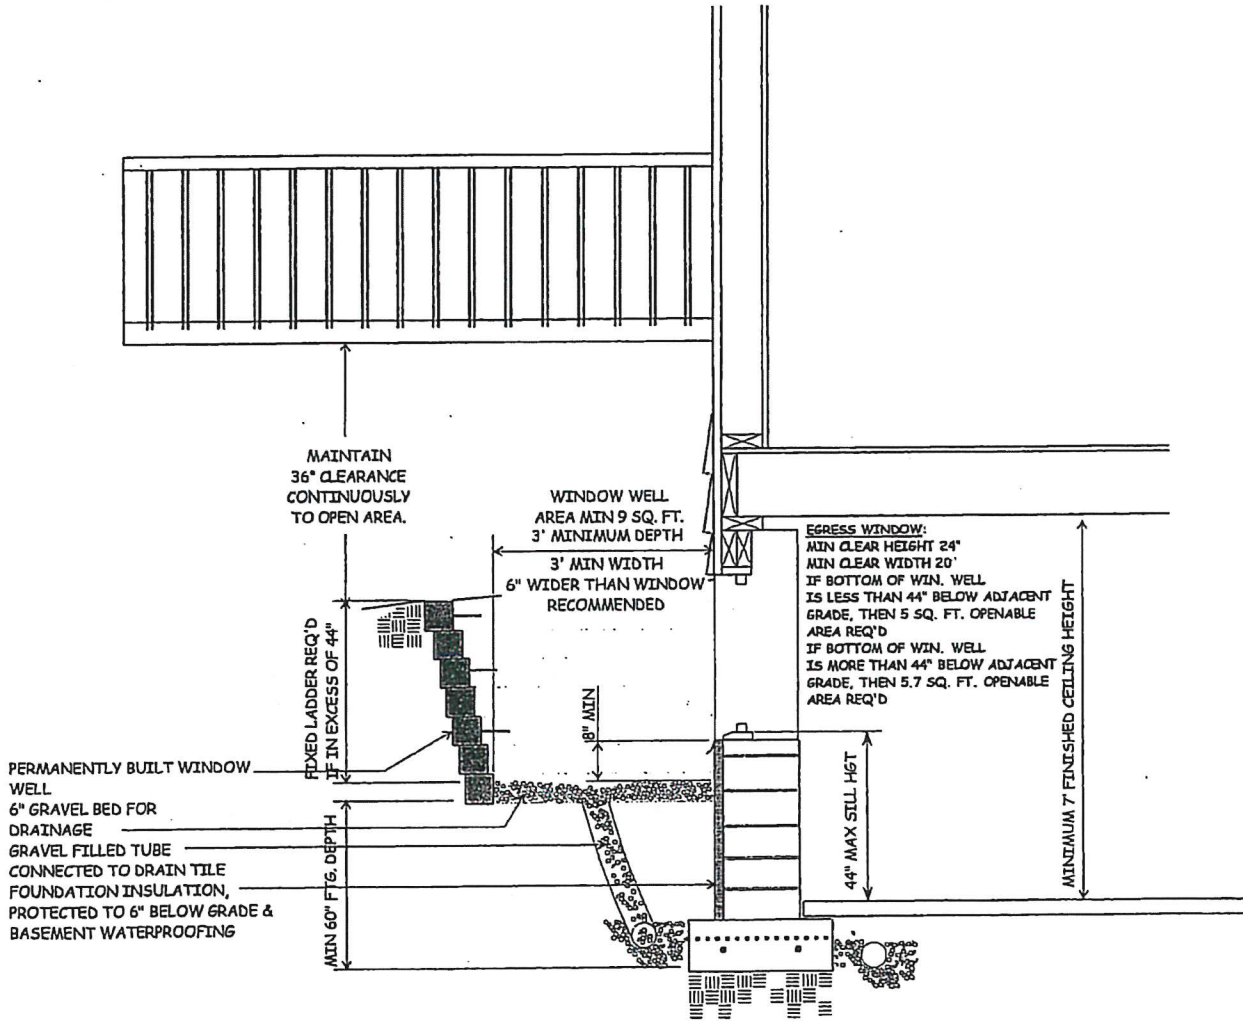 MAINTAIN
36" CLEARANCE
CONTINUOUSLY
TO OPEN AREA.
WINDOW WELL
AREA MIN 9 SQ. FT.
3' MINIMUM DEPTH
3' MIN WIDTH
6" WIDER THAN WINDOW
RECOMMENDED
EGRESS WINDOW:
MIN CLEAR HEIGHT 24"
MIN CLEAR WIDTH 20'
IF BOTTOM OF WIN. WELL
IS LESS THAN 44" BELOW ADJACENT
GRADE, THEN 5 SQ. FT. OPENABLE
AREA REQ'D
IF BOTTOM OF WIN. WELL
IS MORE THAN 44" BELOW ADJACENT
GRADE, THEN 5.7 SQ. FT. OPENABLE
AREA REQ'D
FIXED LADDER REQ'D
IF IN EXCESS OF 44"
8" MIN
44" MAX SILL HGT
MINIMUM 7' FINISHED CEILING HEIGHT
PERMANENTLY BUILT WINDOW
WELL
6" GRAVEL BED FOR
DRAINAGE
GRAVEL FILLED TUBE
CONNECTED TO DRAIN TILE
FOUNDATION INSULATION,
PROTECTED TO 6" BELOW GRADE &
BASEMENT WATERPROOFING
MIN 60" FTG. DEPTH